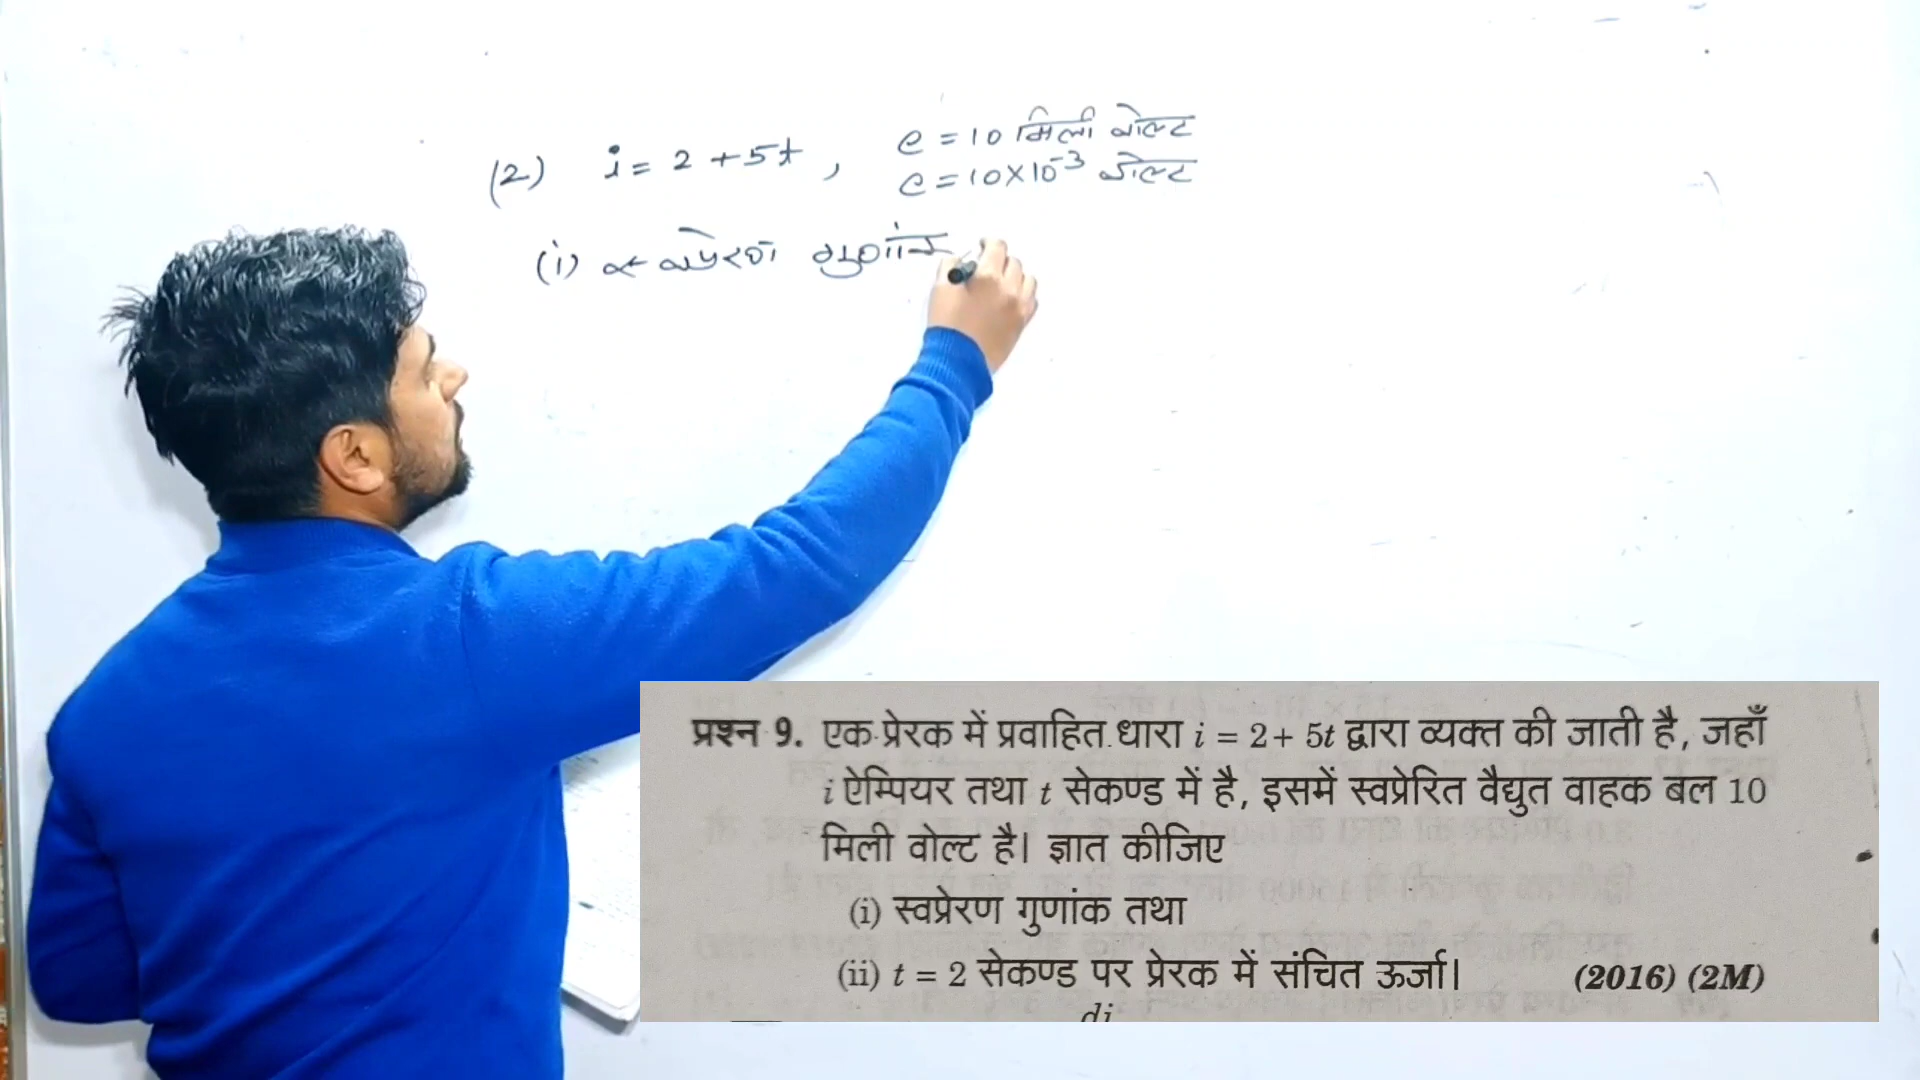 (2) i = 2 + 5t , e = 10 मिली वोल्ट
e = 10×10⁻³ वोल्ट
(i) स्वप्रेरण गुणांक
प्रश्न 9. एक प्रेरक में प्रवाहित धारा i = 2 + 5t द्वारा व्यक्त की जाती है, जहाँ
i ऐम्पियर तथा t सेकण्ड में है, इसमें स्वप्रेरित वैद्युत वाहक बल 10
मिली वोल्ट है। ज्ञात कीजिए
(i) स्वप्रेरण गुणांक तथा
(ii) t = 2 सेकण्ड पर प्रेरक में संचित ऊर्जा। (2016) (2M)
di